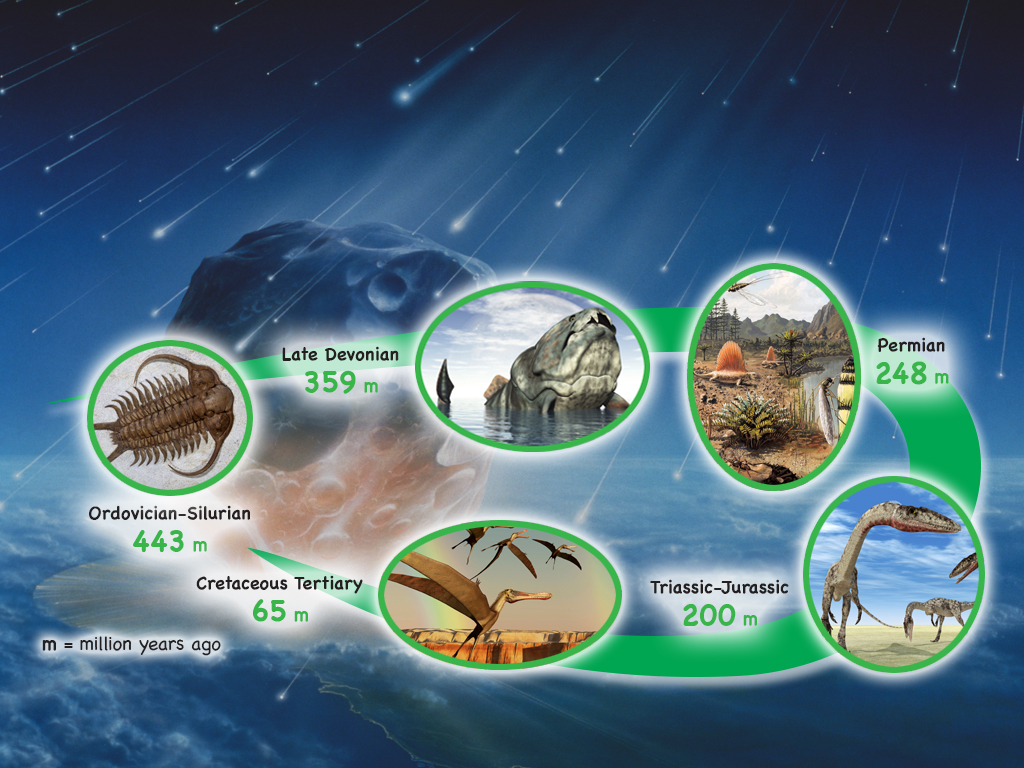 Late Devonian
359 m
Permian
248 m
Ordovician-Silurian
443 m
Cretaceous Tertiary
65 m
Triassic-Jurassic
200 m
m = million years ago